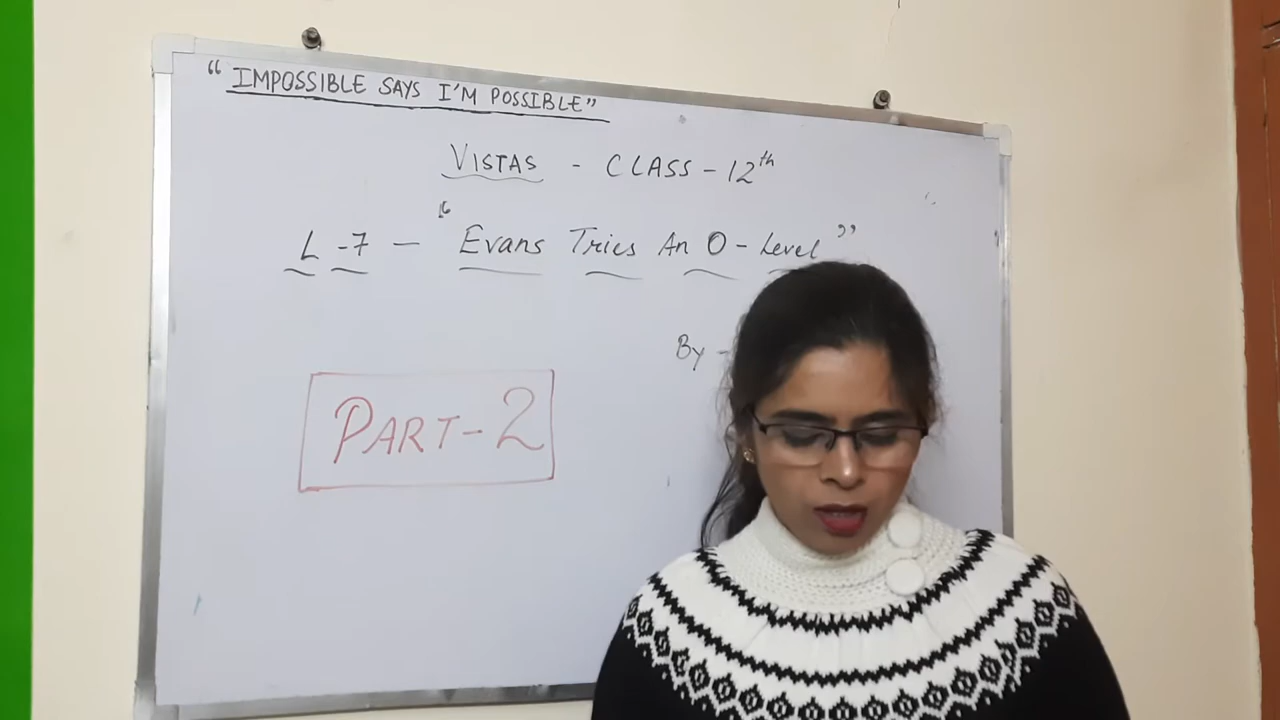 “IMPOSSIBLE SAYS I'M POSSIBLE”
VISTAS - CLASS - 12th
L - 7 - “Evans Tries An O - Level”
By -
PART - 2